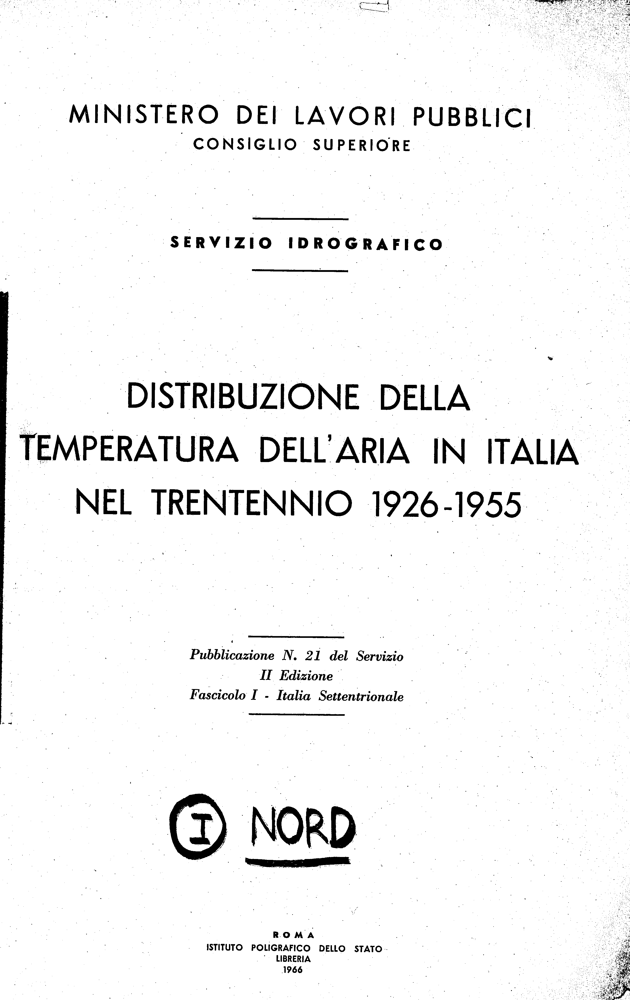 MINISTERO DEI LAVORI PUBBLICI
CONSIGLIO SUPERIORE
SERVIZIO IDROGRAFICO
DISTRIBUZIONE DELLA
TEMPERATURA DELL'ARIA IN ITALIA
NEL TRENTENNIO 1926-1955
Pubblicazione N. 21 del Servizio
II Edizione
Fascicolo I - Italia Settentrionale
I NORD
ROMA
ISTITUTO POLIGRAFICO DELLO STATO
LIBRERIA
1966